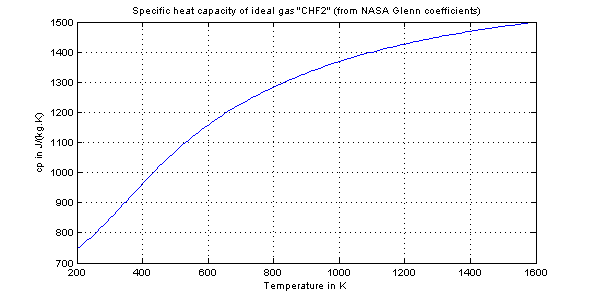 Specific heat capacity of ideal gas "CHF2" (from NASA Glenn coefficients)
1500
1400
1300
1200
1100
1000
900
800
700
cp in J/(kg.K)
200 400 600 800 1000 1200 1400 1600
Temperature in K